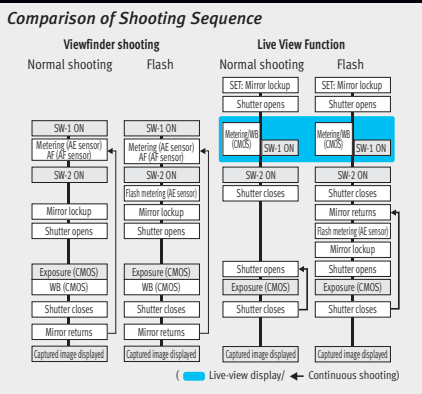 Comparison of Shooting Sequence
Viewfinder shooting
Live View Function
Normal shooting
Flash
Normal shooting
Flash
SW-1 ON
Metering (AE sensor)
AF (AF sensor)
SW-2 ON
Mirror lockup
Shutter opens
Exposure (CMOS)
WB (CMOS)
Shutter closes
Mirror returns
Captured image displayed
SW-1 ON
Metering (AE sensor)
AF (AF sensor)
SW-2 ON
Flash metering (AE sensor)
Mirror lockup
Shutter opens
Exposure (CMOS)
WB (CMOS)
Shutter closes
Mirror returns
Captured image displayed
SET: Mirror lockup
Shutter opens
Metering/WB
(CMOS)
SW-1 ON
SW-2 ON
Shutter closes
Shutter opens
Exposure (CMOS)
Shutter closes
Captured image displayed
SET: Mirror lockup
Shutter opens
Metering/WB
(CMOS)
SW-1 ON
SW-2 ON
Shutter closes
Mirror returns
Flash metering (AE sensor)
Mirror lockup
Shutter opens
Exposure (CMOS)
Shutter closes
Captured image displayed
( Live-view display/ ← Continuous shooting)